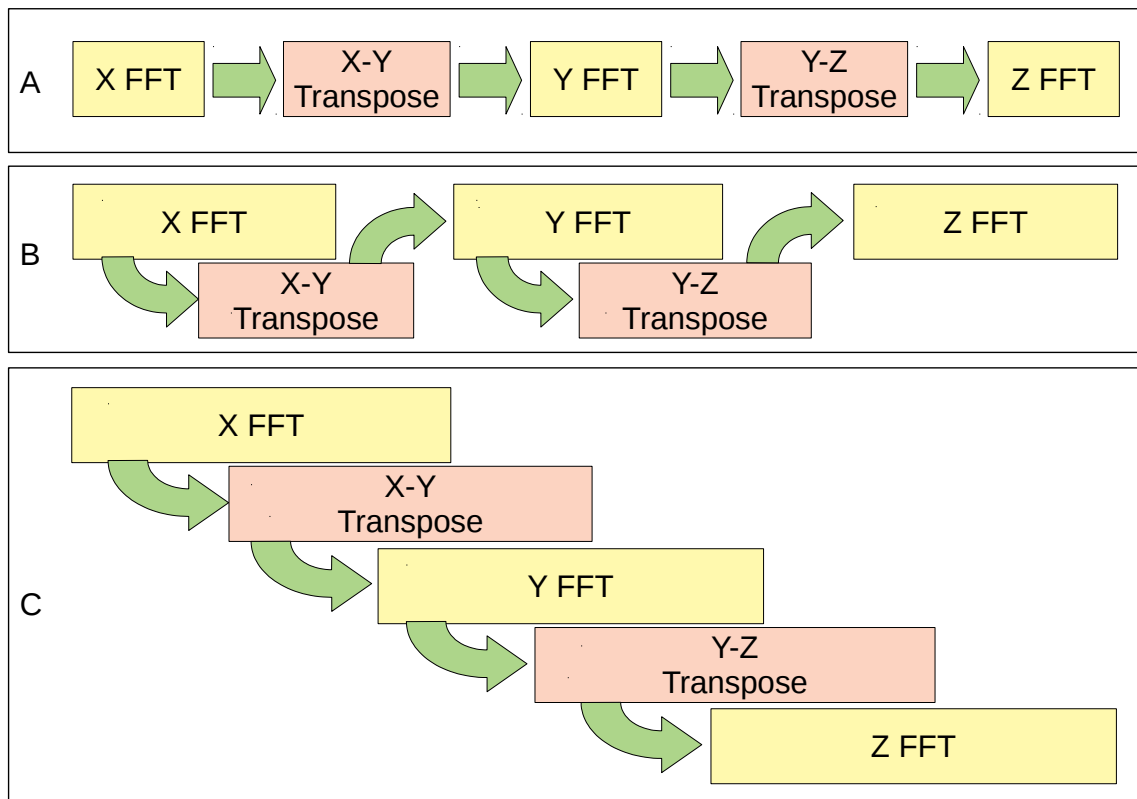 A
X FFT
X-Y
Transpose
Y FFT
Y-Z
Transpose
Z FFT
B
X FFT
X-Y
Transpose
Y FFT
Y-Z
Transpose
Z FFT
C
X FFT
X-Y
Transpose
Y FFT
Y-Z
Transpose
Z FFT